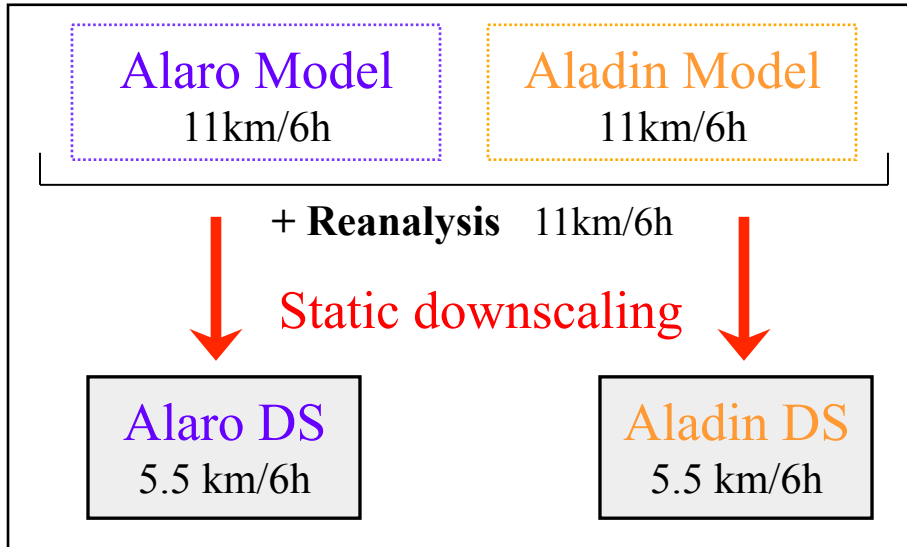 Alaro Model
11km/6h
Aladin Model
11km/6h
+ Reanalysis 11km/6h
Static downscaling
Alaro DS
5.5 km/6h
Aladin DS
5.5 km/6h